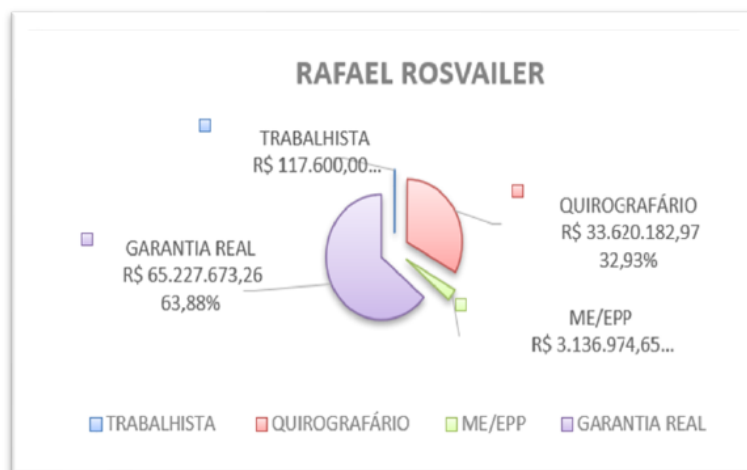 RAFAEL ROSVAILER
TRABALHISTA
R$ 117.600,00...
QUIROGRAFÁRIO
R$ 33.620.182,97
32,93%
GARANTIA REAL
R$ 65.227.673,26
63,88%
ME/EPP
R$ 3.136.974,65...
TRABALHISTA QUIROGRAFÁRIO ME/EPP GARANTIA REAL